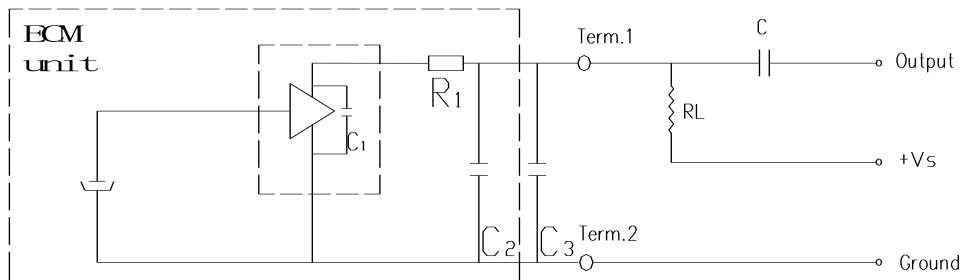 ECM
unit
Term.1
C
Output
R1
RL
C1
+Vs
C2
C3
Term.2
Ground